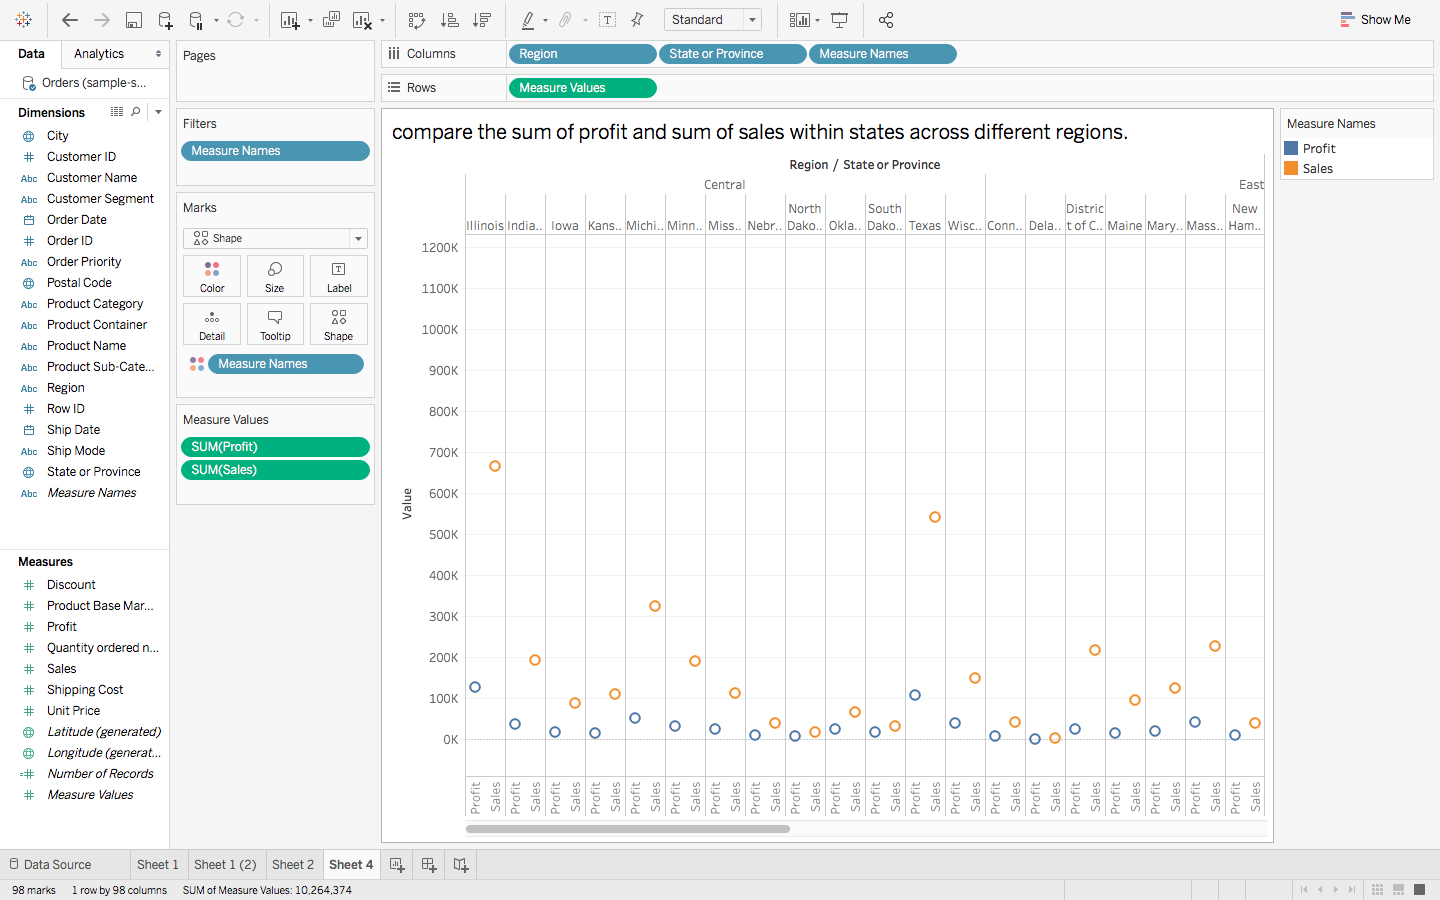 Standard
Show Me
Data
Analytics
Orders (sample-s...
Dimensions
City
Customer ID
Abc Customer Name
Abc Customer Segment
Order Date
Order ID
Abc Order Priority
Postal Code
Abc Product Category
Abc Product Container
Abc Product Name
Abc Product Sub-Cate...
Abc Region
Row ID
Ship Date
Abc Ship Mode
State or Province
Abc Measure Names
Measures
Discount
Product Base Mar...
Profit
Quantity ordered n...
Sales
Shipping Cost
Unit Price
Latitude (generated)
Longitude (generat...
Number of Records
Measure Values
Pages
Filters
Measure Names
Marks
Shape
Color Size Label
Detail Tooltip Shape
Measure Names
Measure Values
SUM(Profit)
SUM(Sales)
Columns Region State or Province Measure Names
Rows Measure Values
compare the sum of profit and sum of sales within states across different regions.
Region / State or Province
Central East
Illinois India.. Iowa Kans.. Michi.. Minn.. Miss.. Nebr.. North Dako.. Okla.. South Dako.. Texas Wisc.. Conn.. Dela.. Distric t of C.. Maine Mary.. Mass.. New Ham..
1200K
1100K
1000K
900K
800K
700K
600K
500K
400K
300K
200K
100K
0K
Value
Profit Sales Profit Sales Profit Sales Profit Sales Profit Sales Profit Sales Profit Sales Profit Sales Profit Sales Profit Sales Profit Sales Profit Sales Profit Sales Profit Sales Profit Sales Profit Sales Profit Sales Profit Sales Profit Sales Profit Sales
Measure Names
Profit
Sales
Data Source Sheet 1 Sheet 1 (2) Sheet 2 Sheet 4
98 marks 1 row by 98 columns SUM of Measure Values: 10,264,374